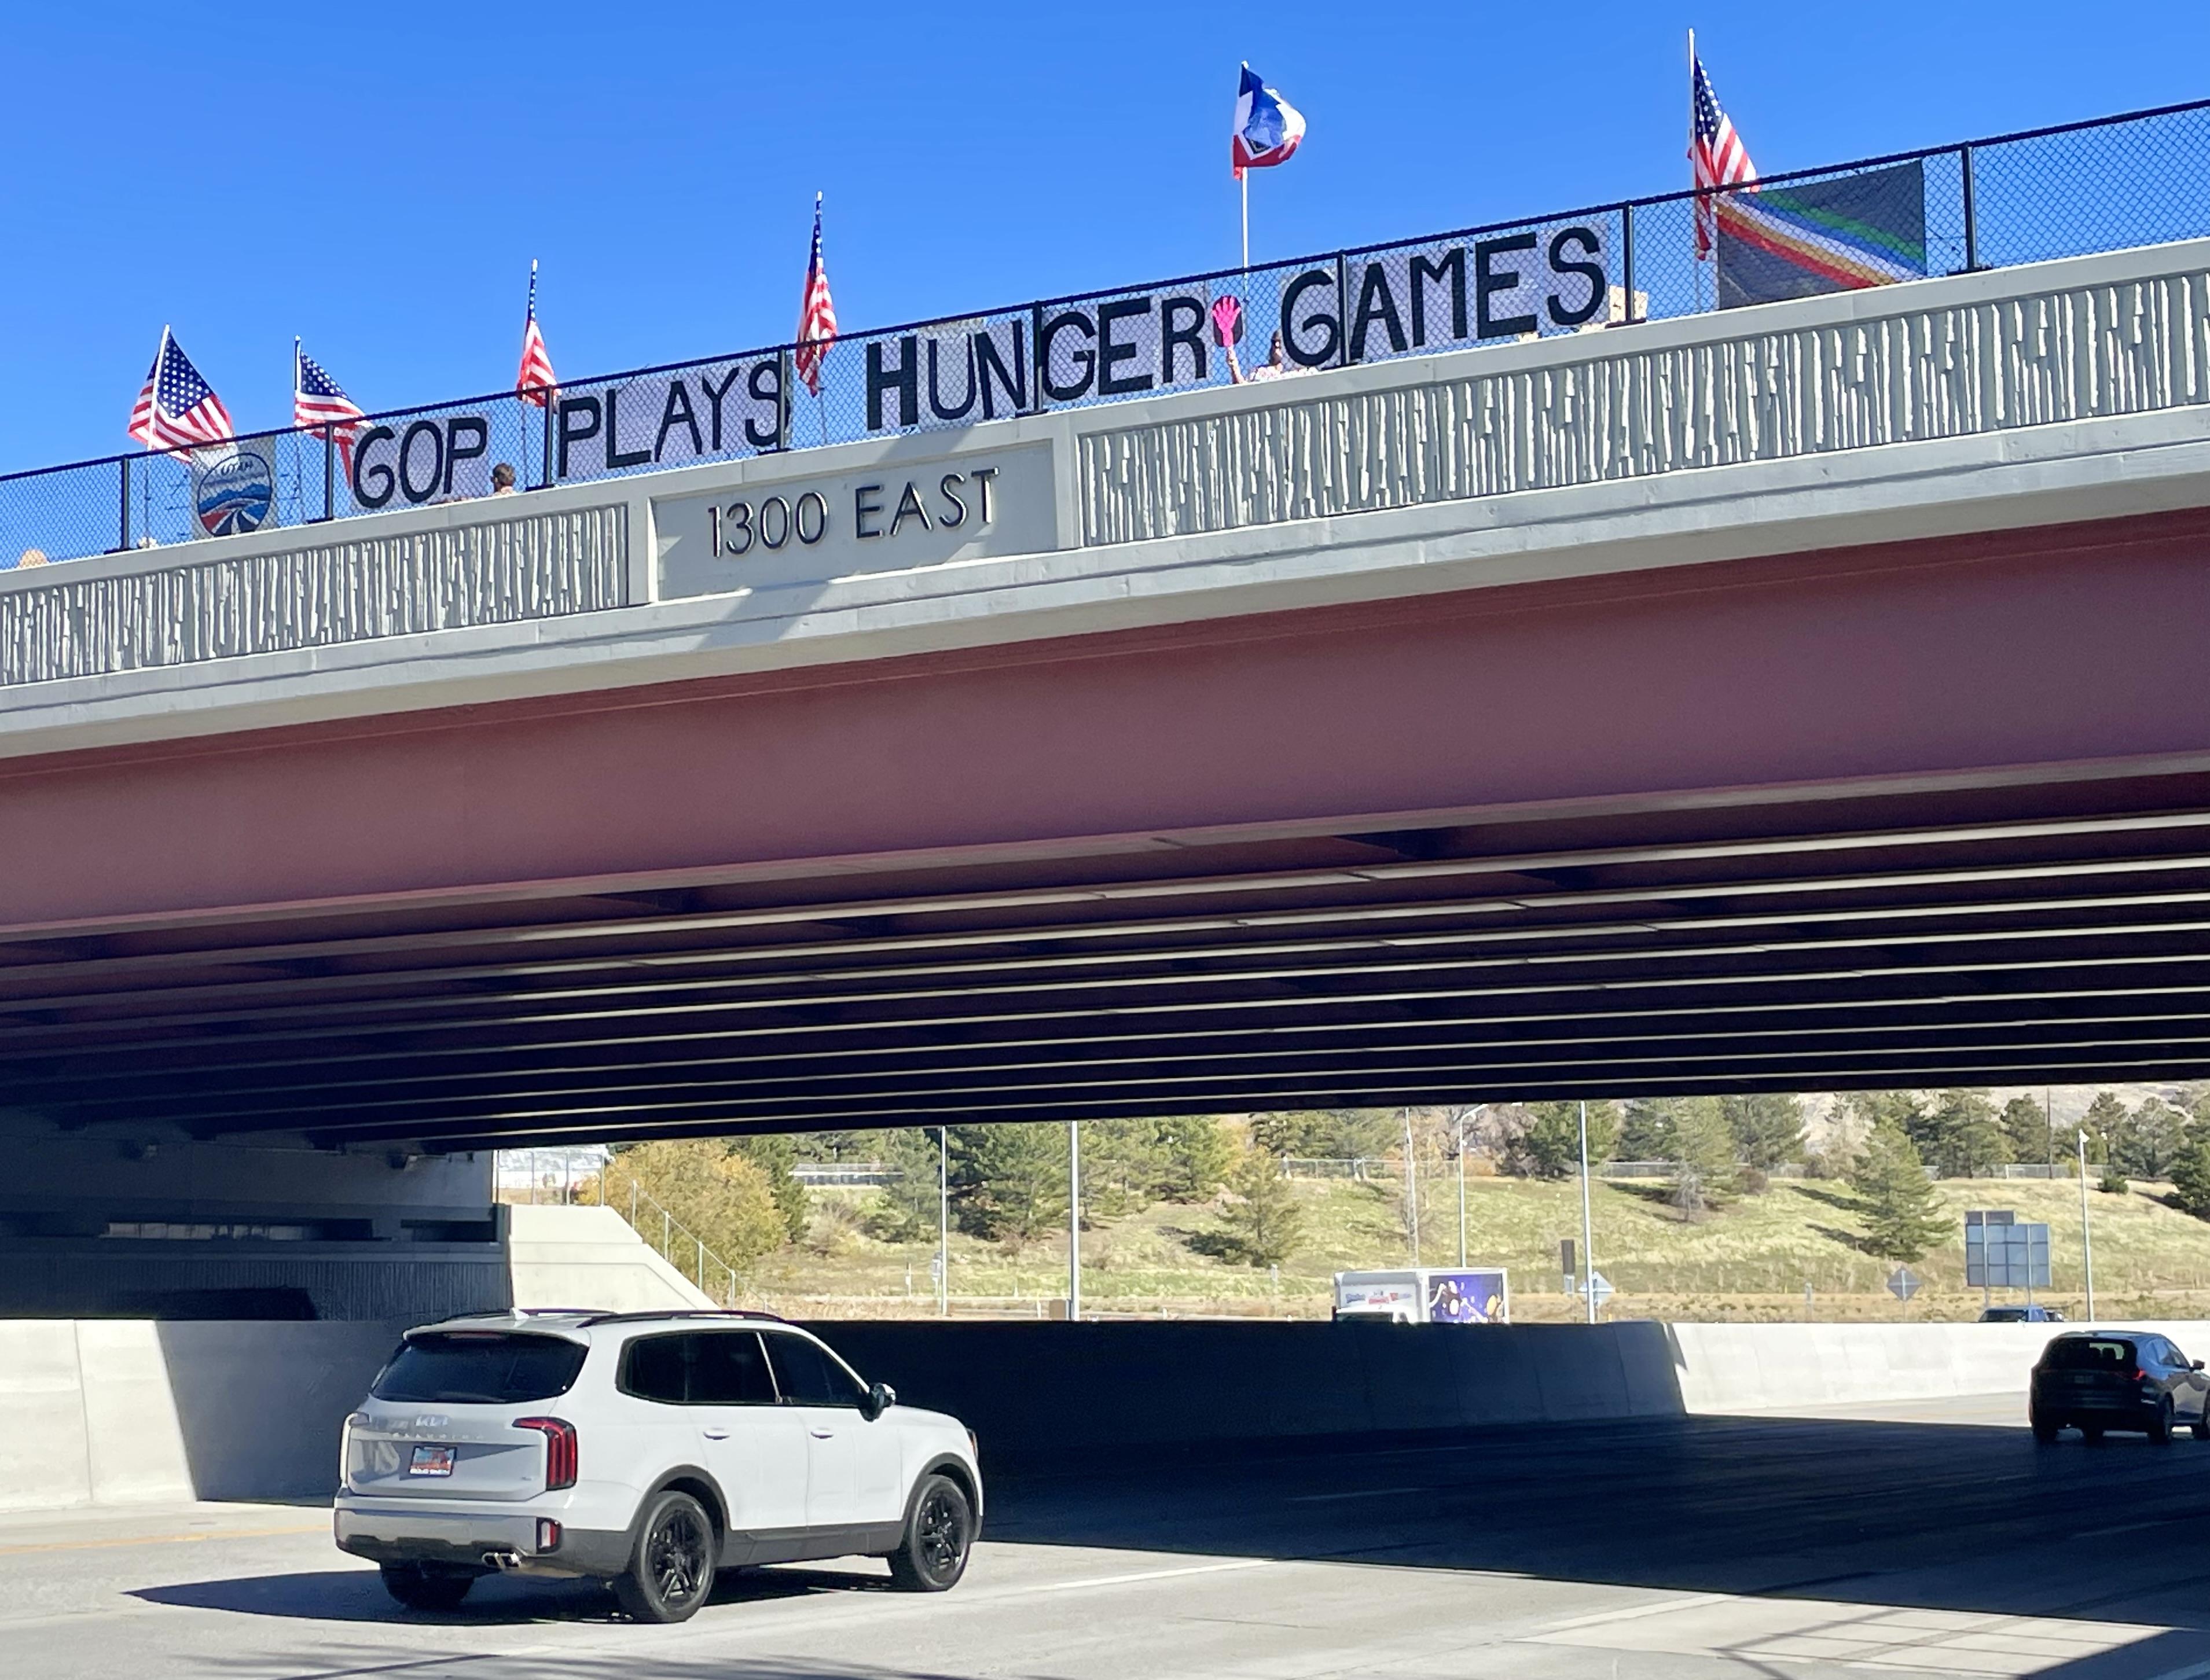 GOP PLAYS HUNGER GAMES
1300 EAST